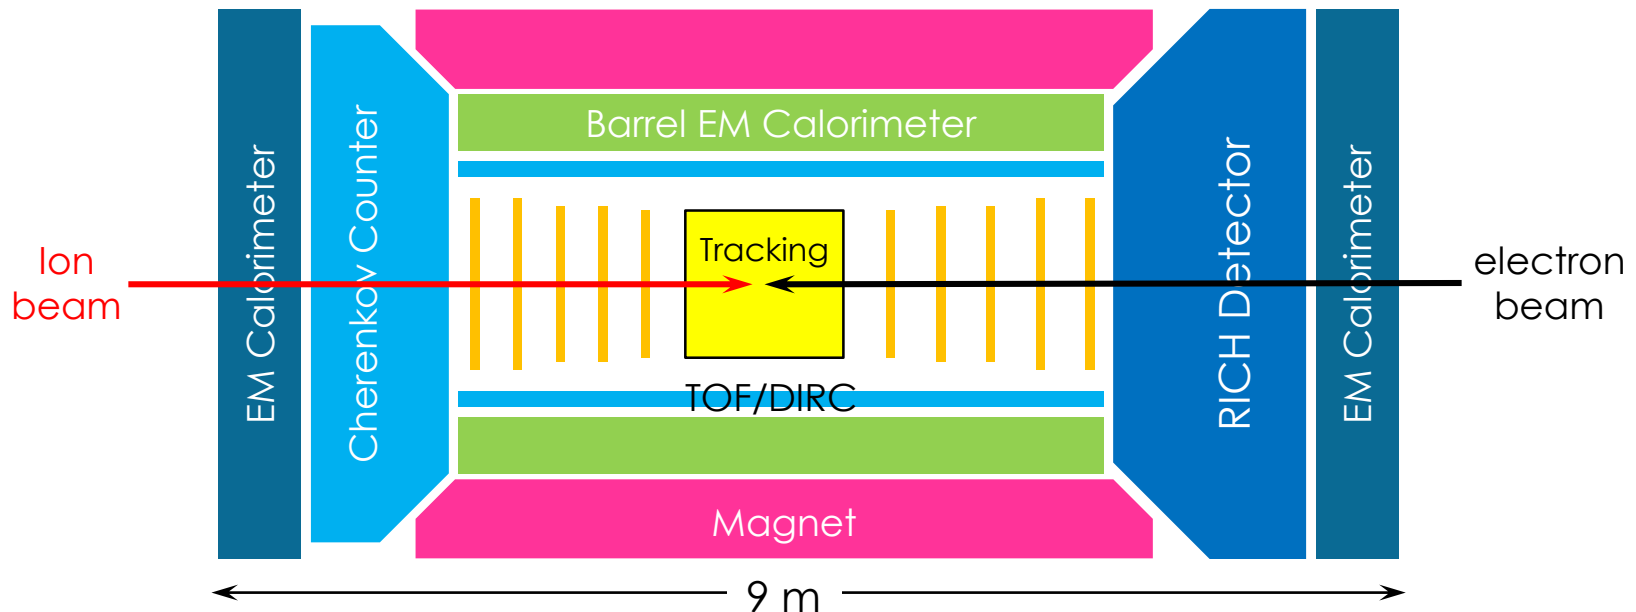 Ion
beam
EM Calorimeter
Cherenkov Counter
Barrel EM Calorimeter
Tracking
TOF/DIRC
Magnet
RICH Detector
EM Calorimeter
electron
beam
9 m